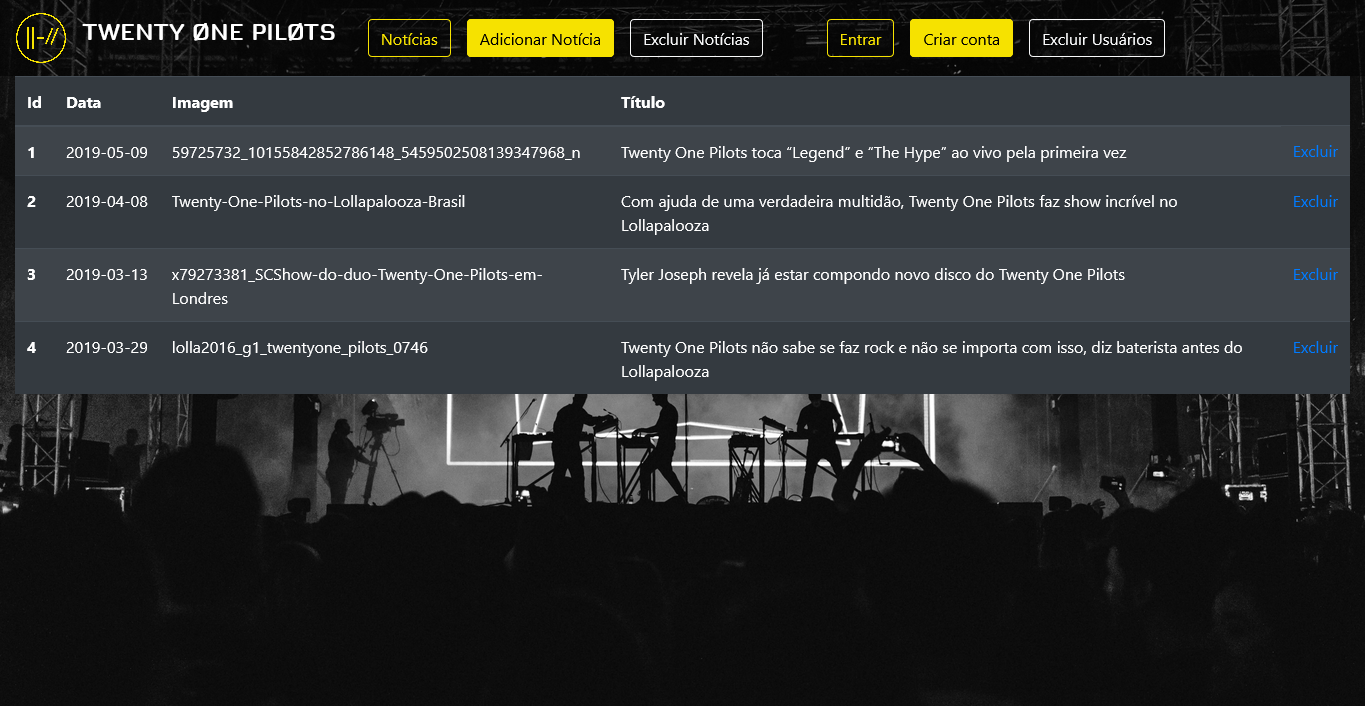 TWENTY ØNE PILØTS
Notícias
Adicionar Notícia
Excluir Notícias
Entrar
Criar conta
Excluir Usuários
Id Data Imagem Título
1 2019-05-09 59725732_10155842852786148_5459502508139347968_n Twenty One Pilots toca “Legend” e “The Hype” ao vivo pela primeira vez Excluir
2 2019-04-08 Twenty-One-Pilots-no-Lollapalooza-Brasil Com ajuda de uma verdadeira multidão, Twenty One Pilots faz show incrível no Excluir
Lollapalooza
3 2019-03-13 x79273381_SCShow-do-duo-Twenty-One-Pilots-em- Tyler Joseph revela já estar compondo novo disco do Twenty One Pilots Excluir
Londres
4 2019-03-29 lolla2016_g1_twentyone_pilots_0746 Twenty One Pilots não sabe se faz rock e não se importa com isso, diz baterista antes do Excluir
Lollapalooza